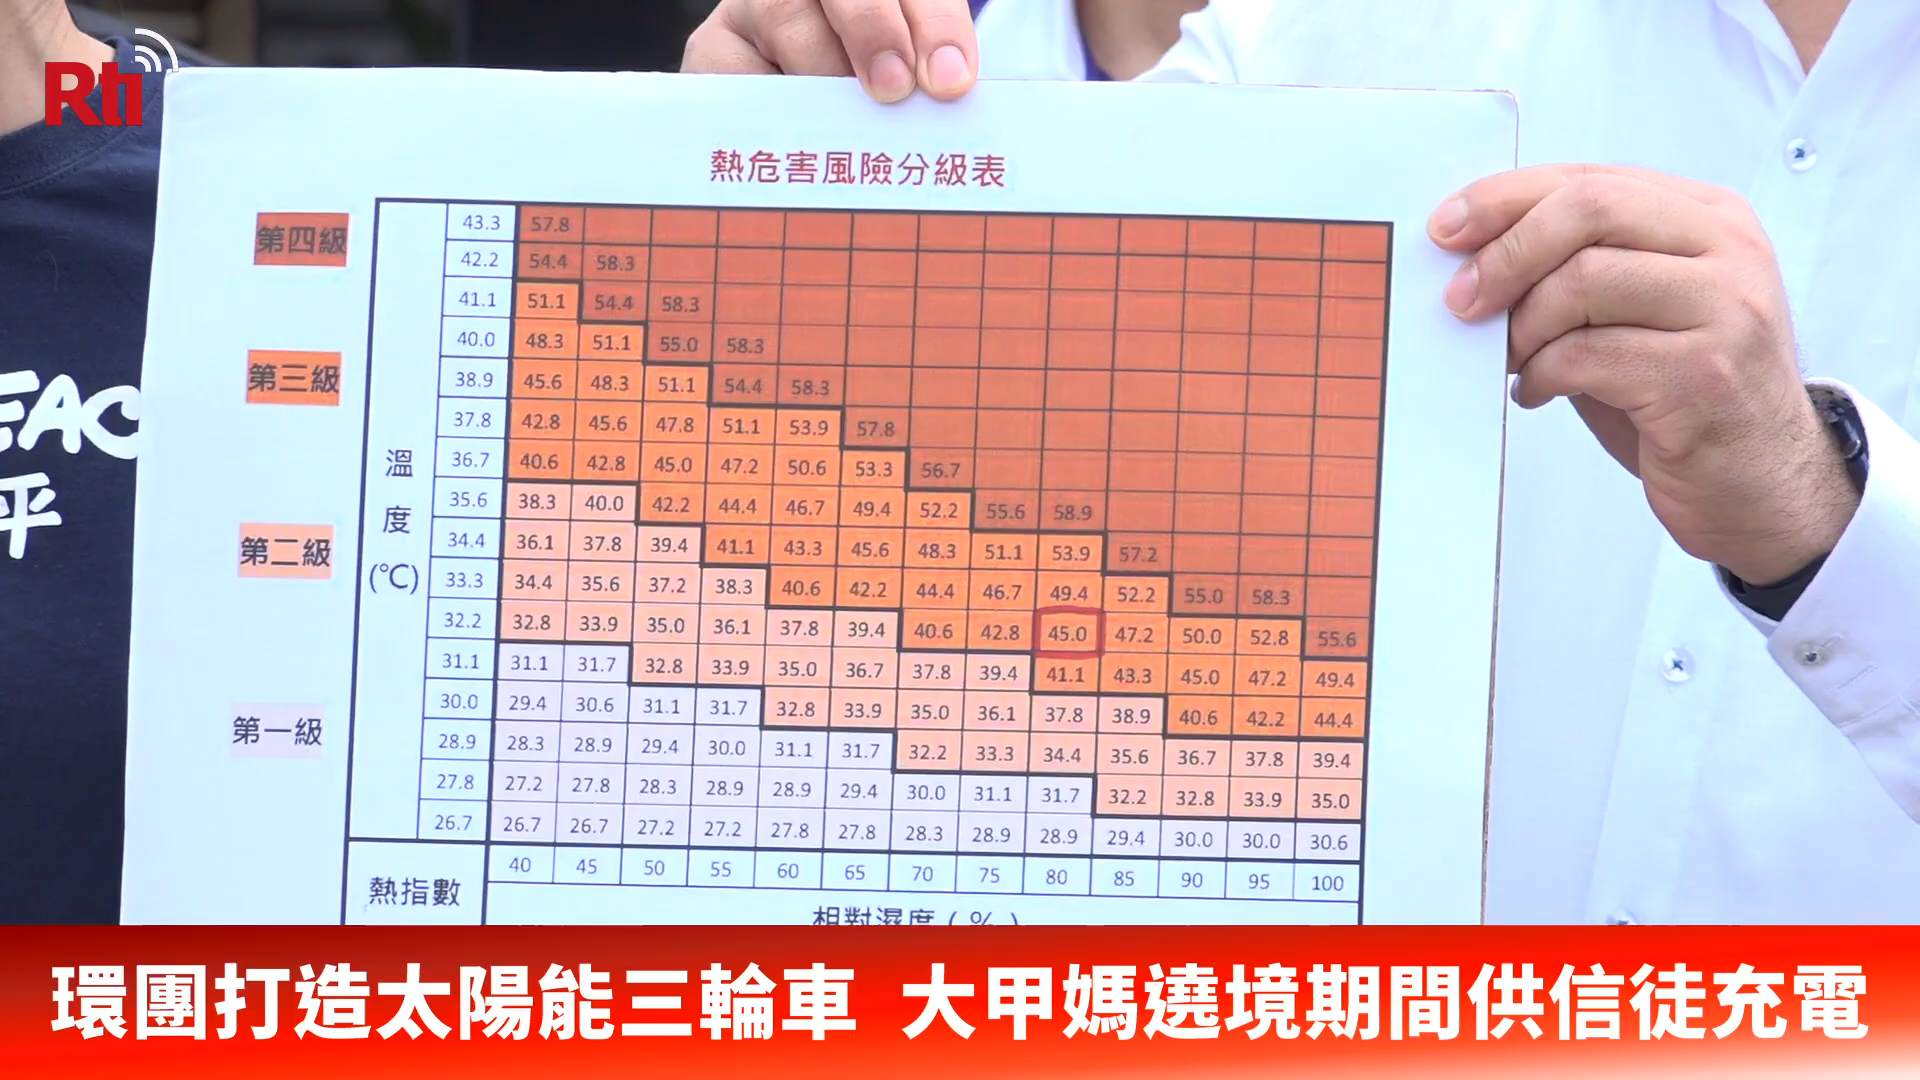 Rti
熱危害風險分級表
第四級
第三級
第二級
第一級
EAC
平
溫度(℃)
43.3 57.8
42.2 54.4 58.3
41.1 51.1 54.4 58.3
40.0 48.3 51.1 55.0 58.3
38.9 45.6 48.3 51.1 54.4 58.3
37.8 42.8 45.6 47.8 51.1 53.9 57.8
36.7 40.6 42.8 45.0 47.2 50.6 53.3 56.7
35.6 38.3 40.0 42.2 44.4 46.7 49.4 52.2 55.6 58.9
34.4 36.1 37.8 39.4 41.1 43.3 45.6 48.3 51.1 53.9 57.2
33.3 34.4 35.6 37.2 38.3 40.6 42.2 44.4 46.7 49.4 52.2 55.0 58.3
32.2 32.8 33.9 35.0 36.1 37.8 39.4 40.6 42.8 45.0 47.2 50.0 52.8 55.6
31.1 31.1 31.7 32.8 33.9 35.0 36.7 37.8 39.4 41.1 43.3 45.0 47.2 49.4
30.0 29.4 30.6 31.1 31.7 32.8 33.9 35.0 36.1 37.8 38.9 40.6 42.2 44.4
28.9 28.3 28.9 29.4 30.0 31.1 31.7 32.2 33.3 34.4 35.6 36.7 37.8 39.4
27.8 27.2 27.8 28.3 28.9 28.9 29.4 30.0 31.1 31.7 32.2 32.8 33.9 35.0
26.7 26.7 26.7 27.2 27.2 27.8 27.8 28.3 28.9 28.9 29.4 30.0 30.0 30.6
熱指數 40 45 50 55 60 65 70 75 80 85 90 95 100
相對濕度(%)
環團打造太陽能三輪車 大甲媽遶境期間供信徒充電